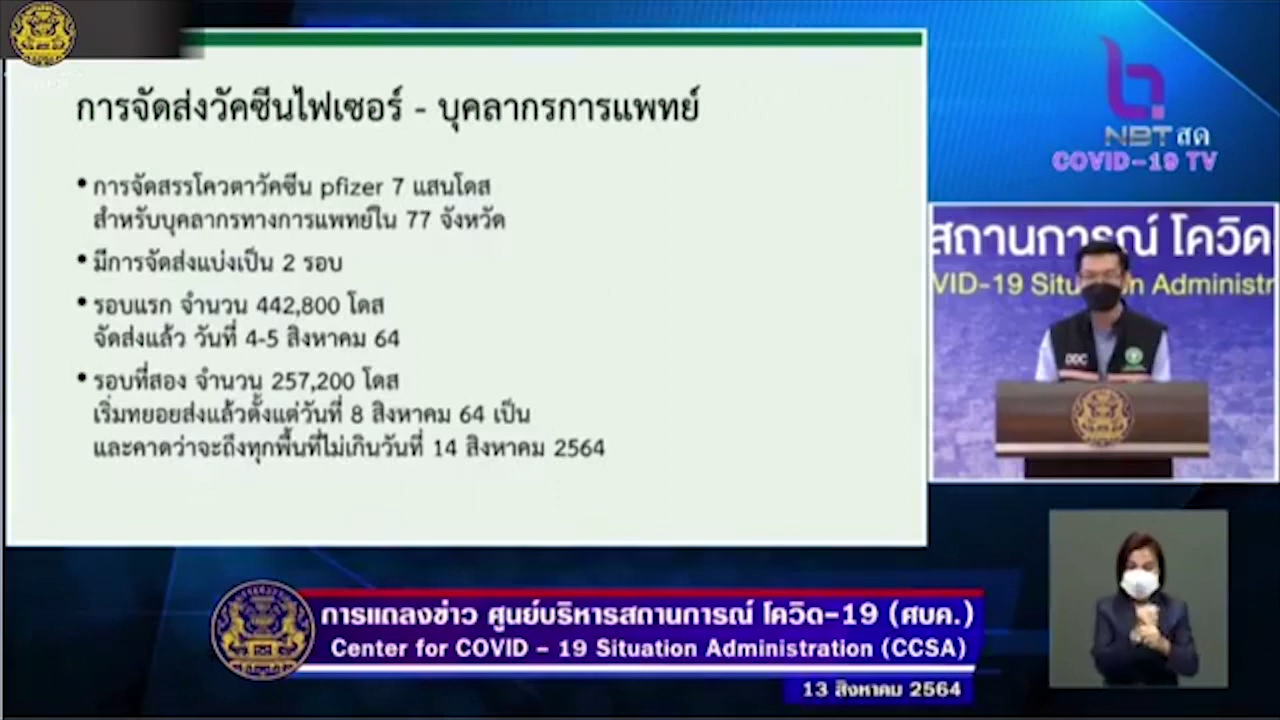 การจัดส่งวัคซีนไฟเซอร์ - บุคลากรการแพทย์
• การจัดสรรโควตาวัคซีน pfizer 7 แสนโดส
สำหรับบุคลากรทางการแพทย์ใน 77 จังหวัด
• มีการจัดส่งแบ่งเป็น 2 รอบ
• รอบแรก จำนวน 442,800 โดส
จัดส่งแล้ว วันที่ 4-5 สิงหาคม 64
• รอบที่สอง จำนวน 257,200 โดส
เริ่มทยอยส่งแล้วตั้งแต่วันที่ 8 สิงหาคม 64 เป็น
และคาดว่าจะถึงทุกพื้นที่ไม่เกินวันที่ 14 สิงหาคม 2564
NBT สด
COVID-19 TV
สถานการณ์ โควิด
VID-19 Situation Administr
DDC
การแถลงข่าว ศูนย์บริหารสถานการณ์ โควิด-19 (ศบค.)
Center for COVID - 19 Situation Administration (CCSA)
13 สิงหาคม 2564